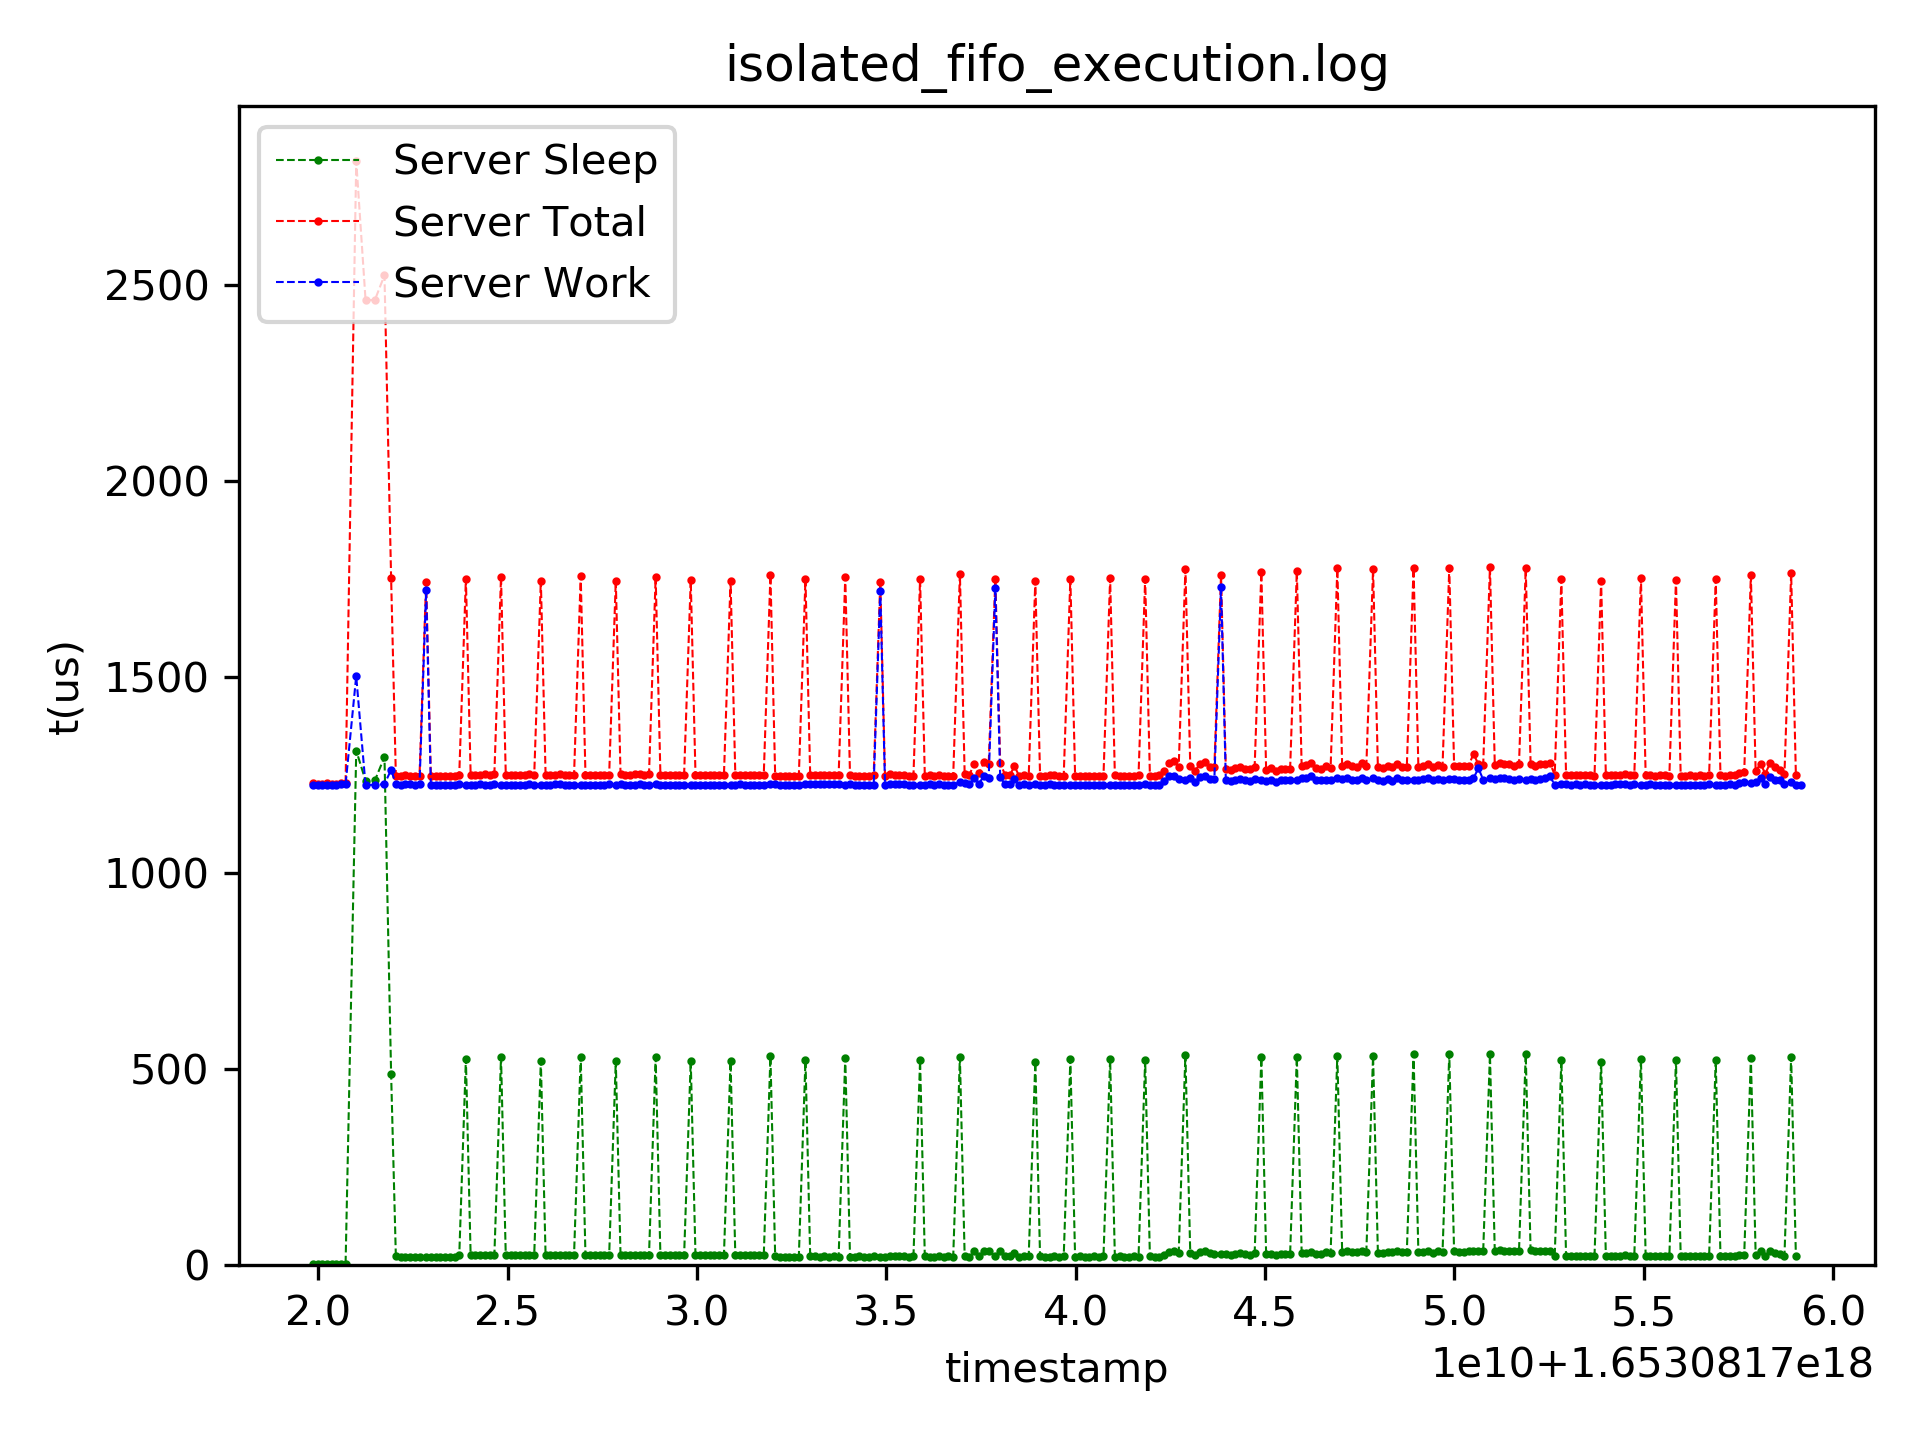 isolated_fifo_execution.log
Server Sleep
Server Total
Server Work
t(us)
2500
2000
1500
1000
500
0
2.0 2.5 3.0 3.5 4.0 4.5 5.0 5.5 6.0
timestamp
1e10+1.6530817e18